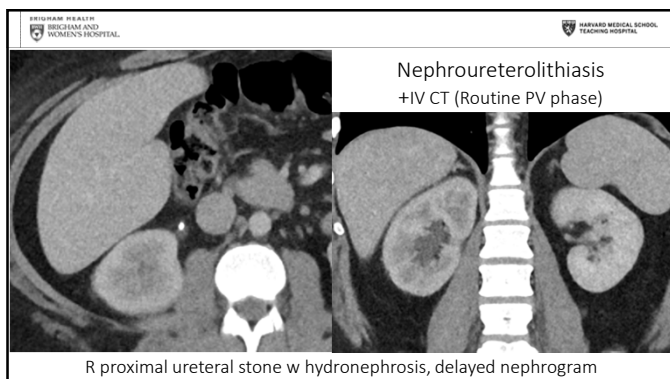 BRIGHAM HEALTH
BRIGHAM AND
WOMEN'S HOSPITAL
HARVARD MEDICAL SCHOOL
TEACHING HOSPITAL
Nephroureterolithiasis
+IV CT (Routine PV phase)
R proximal ureteral stone w hydronephrosis, delayed nephrogram